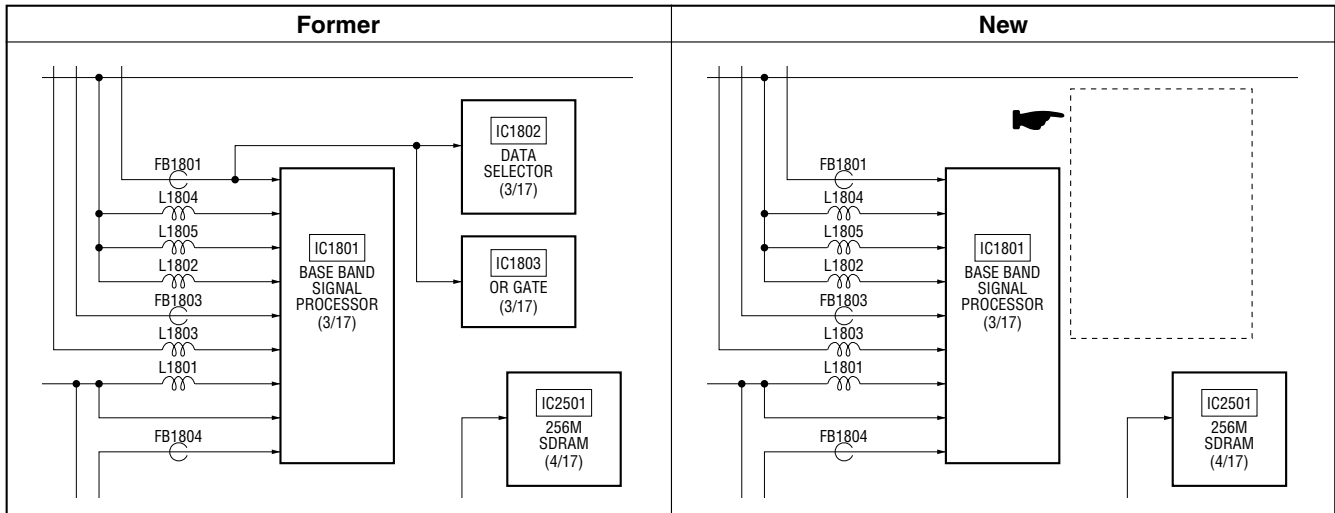 Former
New
IC1802
DATA
SELECTOR
(3/17)
FB1801
L1804
L1805
IC1801
BASE BAND
SIGNAL
PROCESSOR
(3/17)
IC1803
OR GATE
(3/17)
L1802
FB1803
L1803
L1801
IC2501
256M
SDRAM
(4/17)
FB1804
FB1801
L1804
L1805
IC1801
BASE BAND
SIGNAL
PROCESSOR
(3/17)
L1802
FB1803
L1803
L1801
IC2501
256M
SDRAM
(4/17)
FB1804